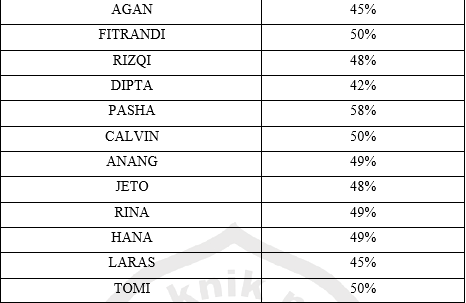 AGAN 45%
FITRANDI 50%
RIZQI 48%
DIPTA 42%
PASHA 58%
CALVIN 50%
ANANG 49%
JETO 48%
RINA 49%
HANA 49%
LARAS 45%
TOMI 50%
knik